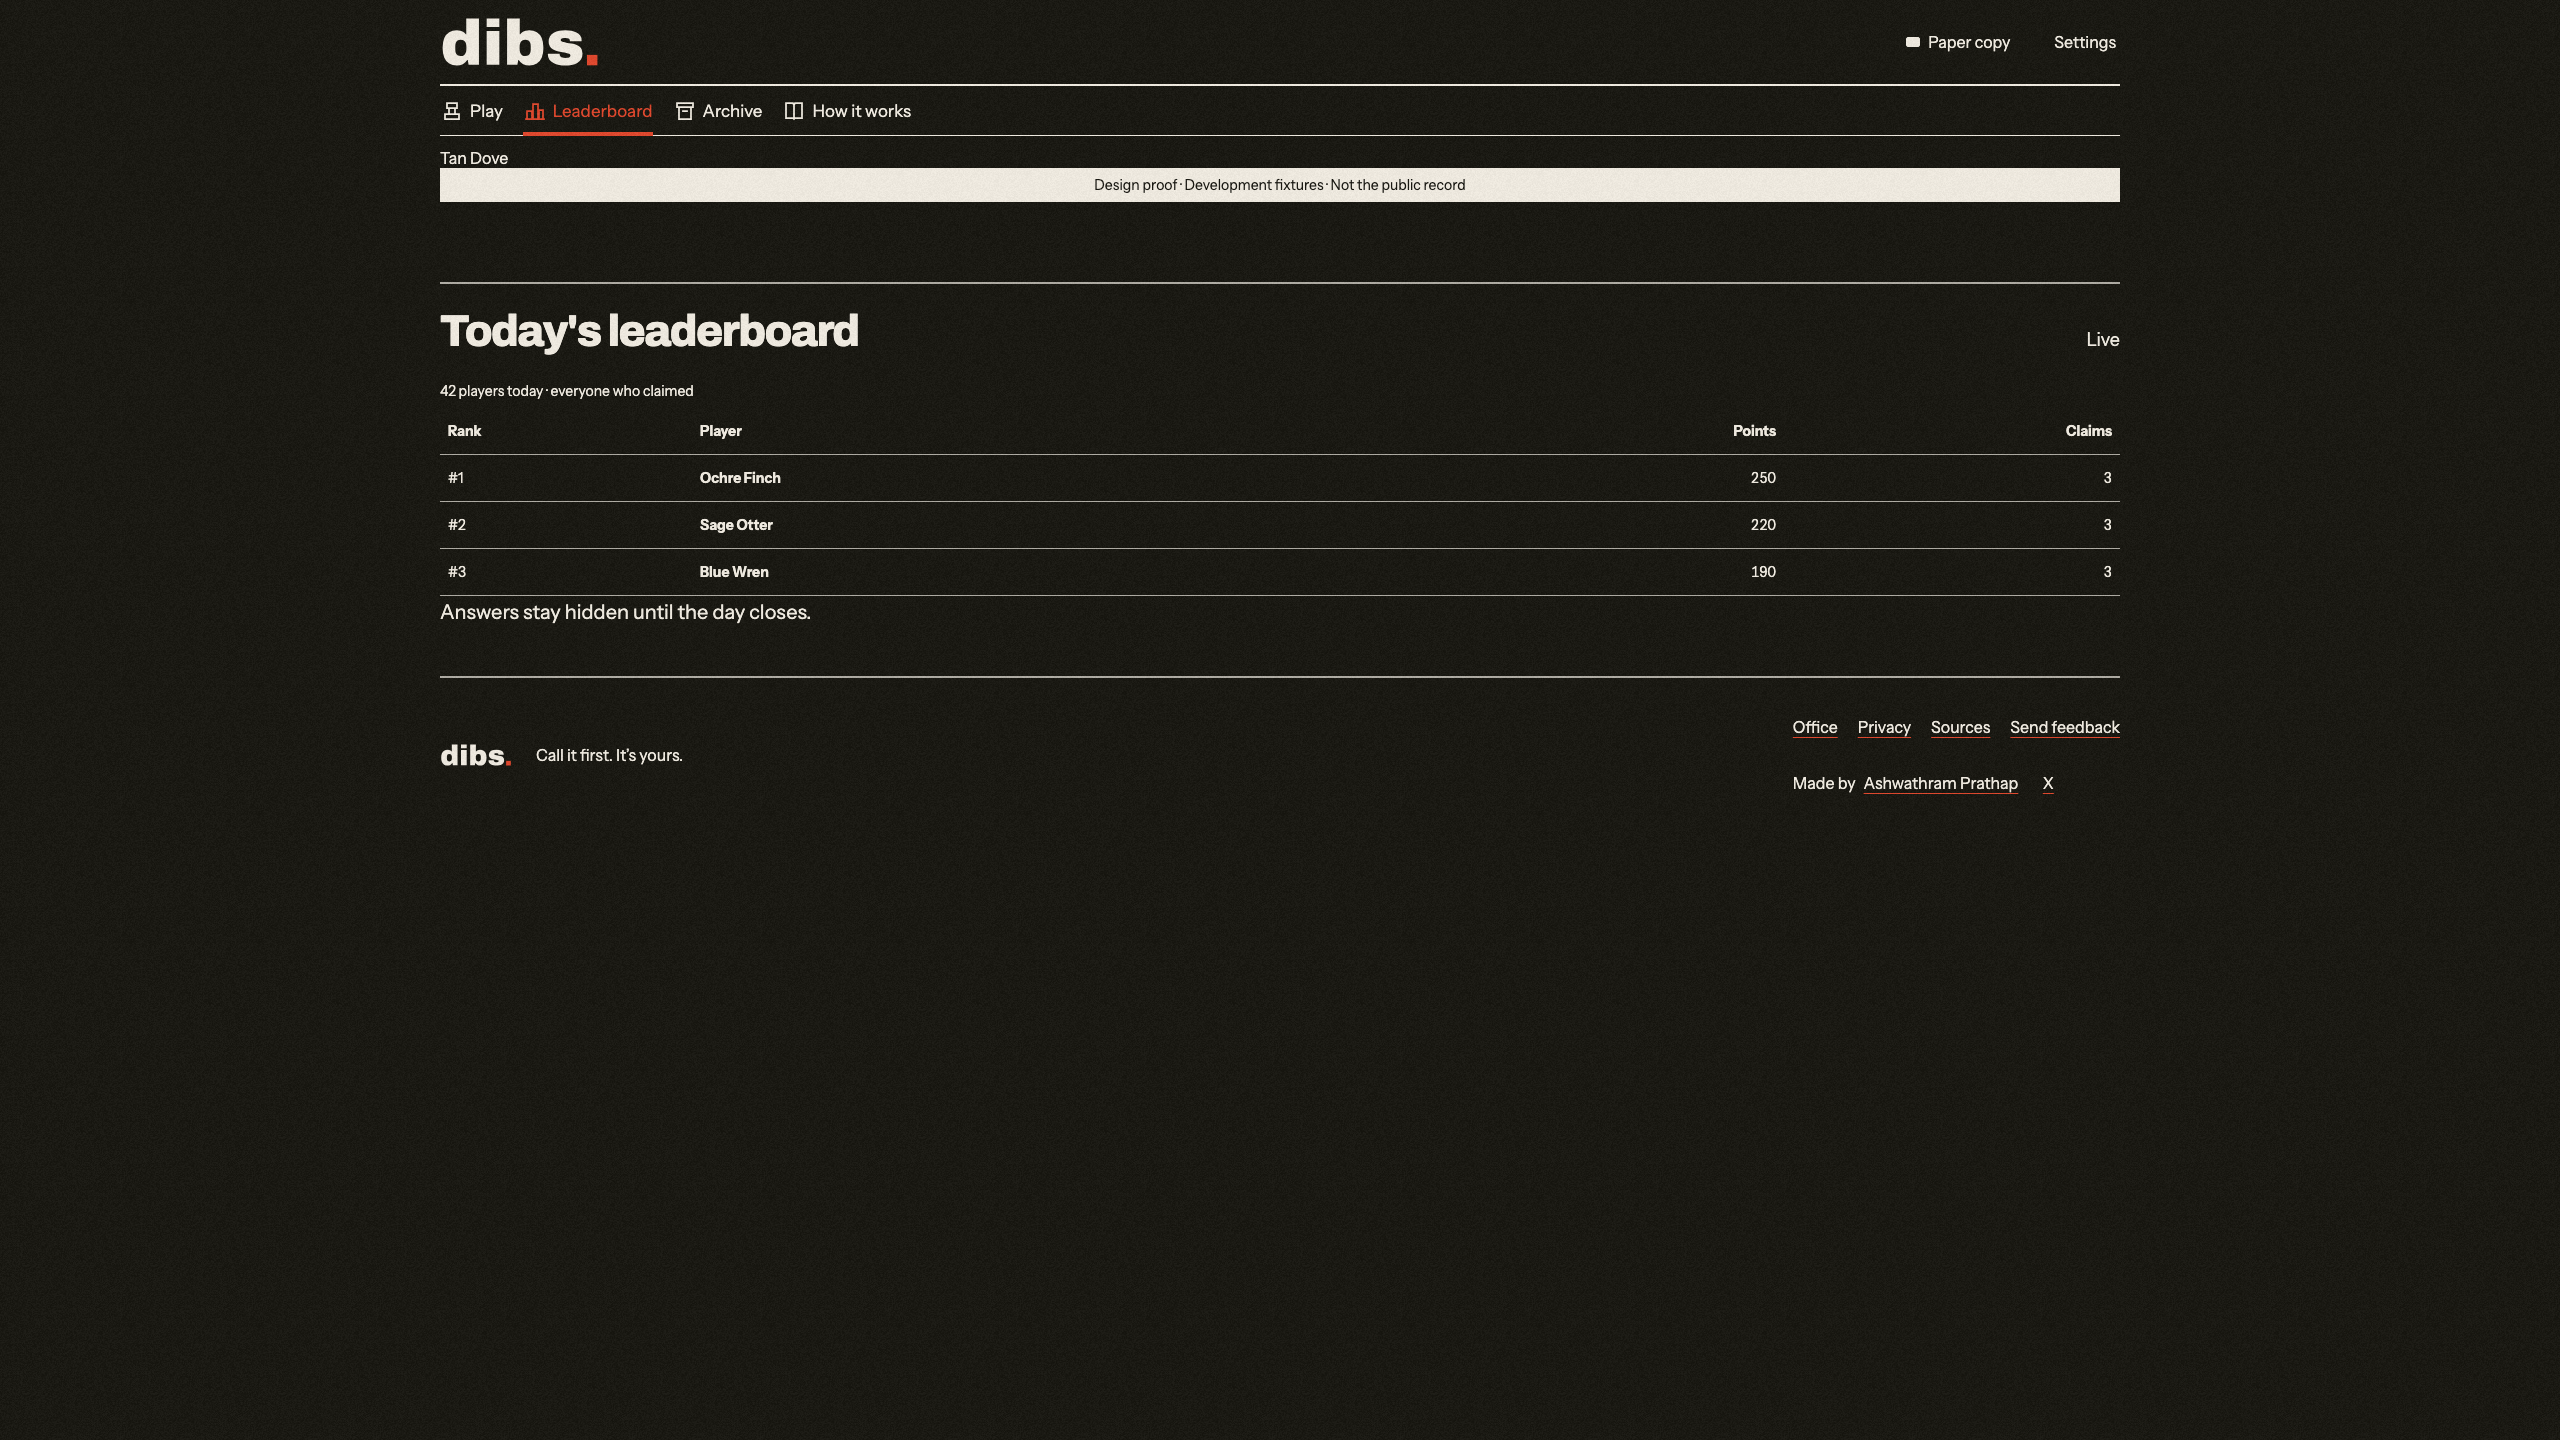 dibs.
Paper copy Settings
Play Leaderboard Archive How it works
Tan Dove
Design proof · Development fixtures · Not the public record
Today's leaderboard
Live
42 players today · everyone who claimed
Rank Player Points Claims
#1 Ochre Finch 250 3
#2 Sage Otter 220 3
#3 Blue Wren 190 3
Answers stay hidden until the day closes.
Office Privacy Sources Send feedback
dibs. Call it first. It's yours.
Made by Ashwathram Prathap X